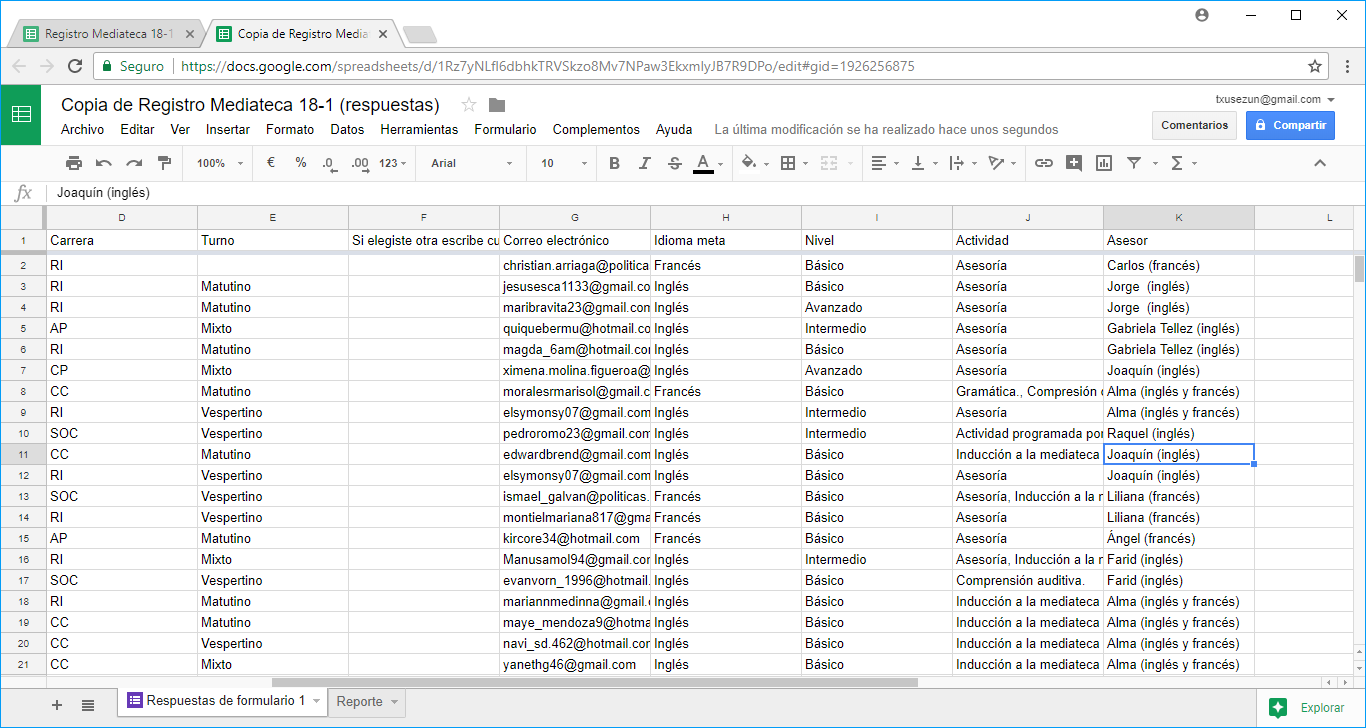 Registro Mediateca 18-1
Copia de Registro Media
Seguro https://docs.google.com/spreadsheets/d/1Rz7yNLfl6dbhkTRVSkzo8Mv7NPaw3EkxmlyJB7R9DPo/edit#gid=1926256875
Copia de Registro Mediateca 18-1 (respuestas)
txusezun@gmail.com
Archivo Editar Ver Insertar Formato Datos Herramientas Formulario Complementos Ayuda La última modificación se ha realizado hace unos segundos
Comentarios Compartir
100% € % .0 .00 123 Arial 10 B I S A Σ
fx Joaquín (inglés)
D E F G H I J K L
1 Carrera Turno Si elegiste otra escribe cu Correo electrónico Idioma meta Nivel Actividad Asesor
2 RI christian.arriaga@politica Francés Básico Asesoría Carlos (francés)
3 RI Matutino jesusesca1133@gmail.co Inglés Básico Asesoría Jorge (inglés)
4 RI Matutino maribravita23@gmail.com Inglés Avanzado Asesoría Jorge (inglés)
5 AP Mixto quiquebermu@hotmail.co Inglés Intermedio Asesoría Gabriela Tellez (inglés)
6 RI Matutino magda_6am@hotmail.con Inglés Básico Asesoría Gabriela Tellez (inglés)
7 CP Mixto ximena.molina.figueroa@ Inglés Avanzado Asesoría Joaquín (inglés)
8 CC Matutino moralesrmarisol@gmail.c Francés Básico Gramática., Compresión Alma (inglés y francés)
9 RI Vespertino elsymonsy07@gmail.com Inglés Intermedio Asesoría Alma (inglés y francés)
10 SOC Vespertino pedroromo23@gmail.com Inglés Intermedio Actividad programada por Raquel (inglés)
11 CC Matutino edwardbrend@gmail.com Inglés Básico Inducción a la mediateca Joaquín (inglés)
12 RI Vespertino elsymonsy07@gmail.com Inglés Básico Asesoría Joaquín (inglés)
13 SOC Vespertino ismael_galvan@politicas. Francés Básico Asesoría, Inducción a la Liliana (francés)
14 RI Vespertino montielmariana817@gma Francés Básico Asesoría Liliana (francés)
15 AP Matutino kircore34@hotmail.com Francés Básico Asesoría Ángel (francés)
16 RI Mixto Manusamol94@gmail.com Inglés Intermedio Asesoría, Inducción a la Farid (inglés)
17 SOC Vespertino evanvorn_1996@hotmail. Inglés Básico Comprensión auditiva. Farid (inglés)
18 RI Matutino mariannmedinna@gmail. Inglés Básico Inducción a la mediateca Alma (inglés y francés)
19 CC Matutino maye_mendoza9@hotma Inglés Básico Inducción a la mediateca Alma (inglés y francés)
20 CC Vespertino navi_sd.462@hotmail.con Inglés Básico Inducción a la mediateca Alma (inglés y francés)
21 CC Mixto yanethg46@gmail.com Inglés Básico Inducción a la mediateca Alma (inglés y francés)
Respuestas de formulario 1 Reporte Explorar